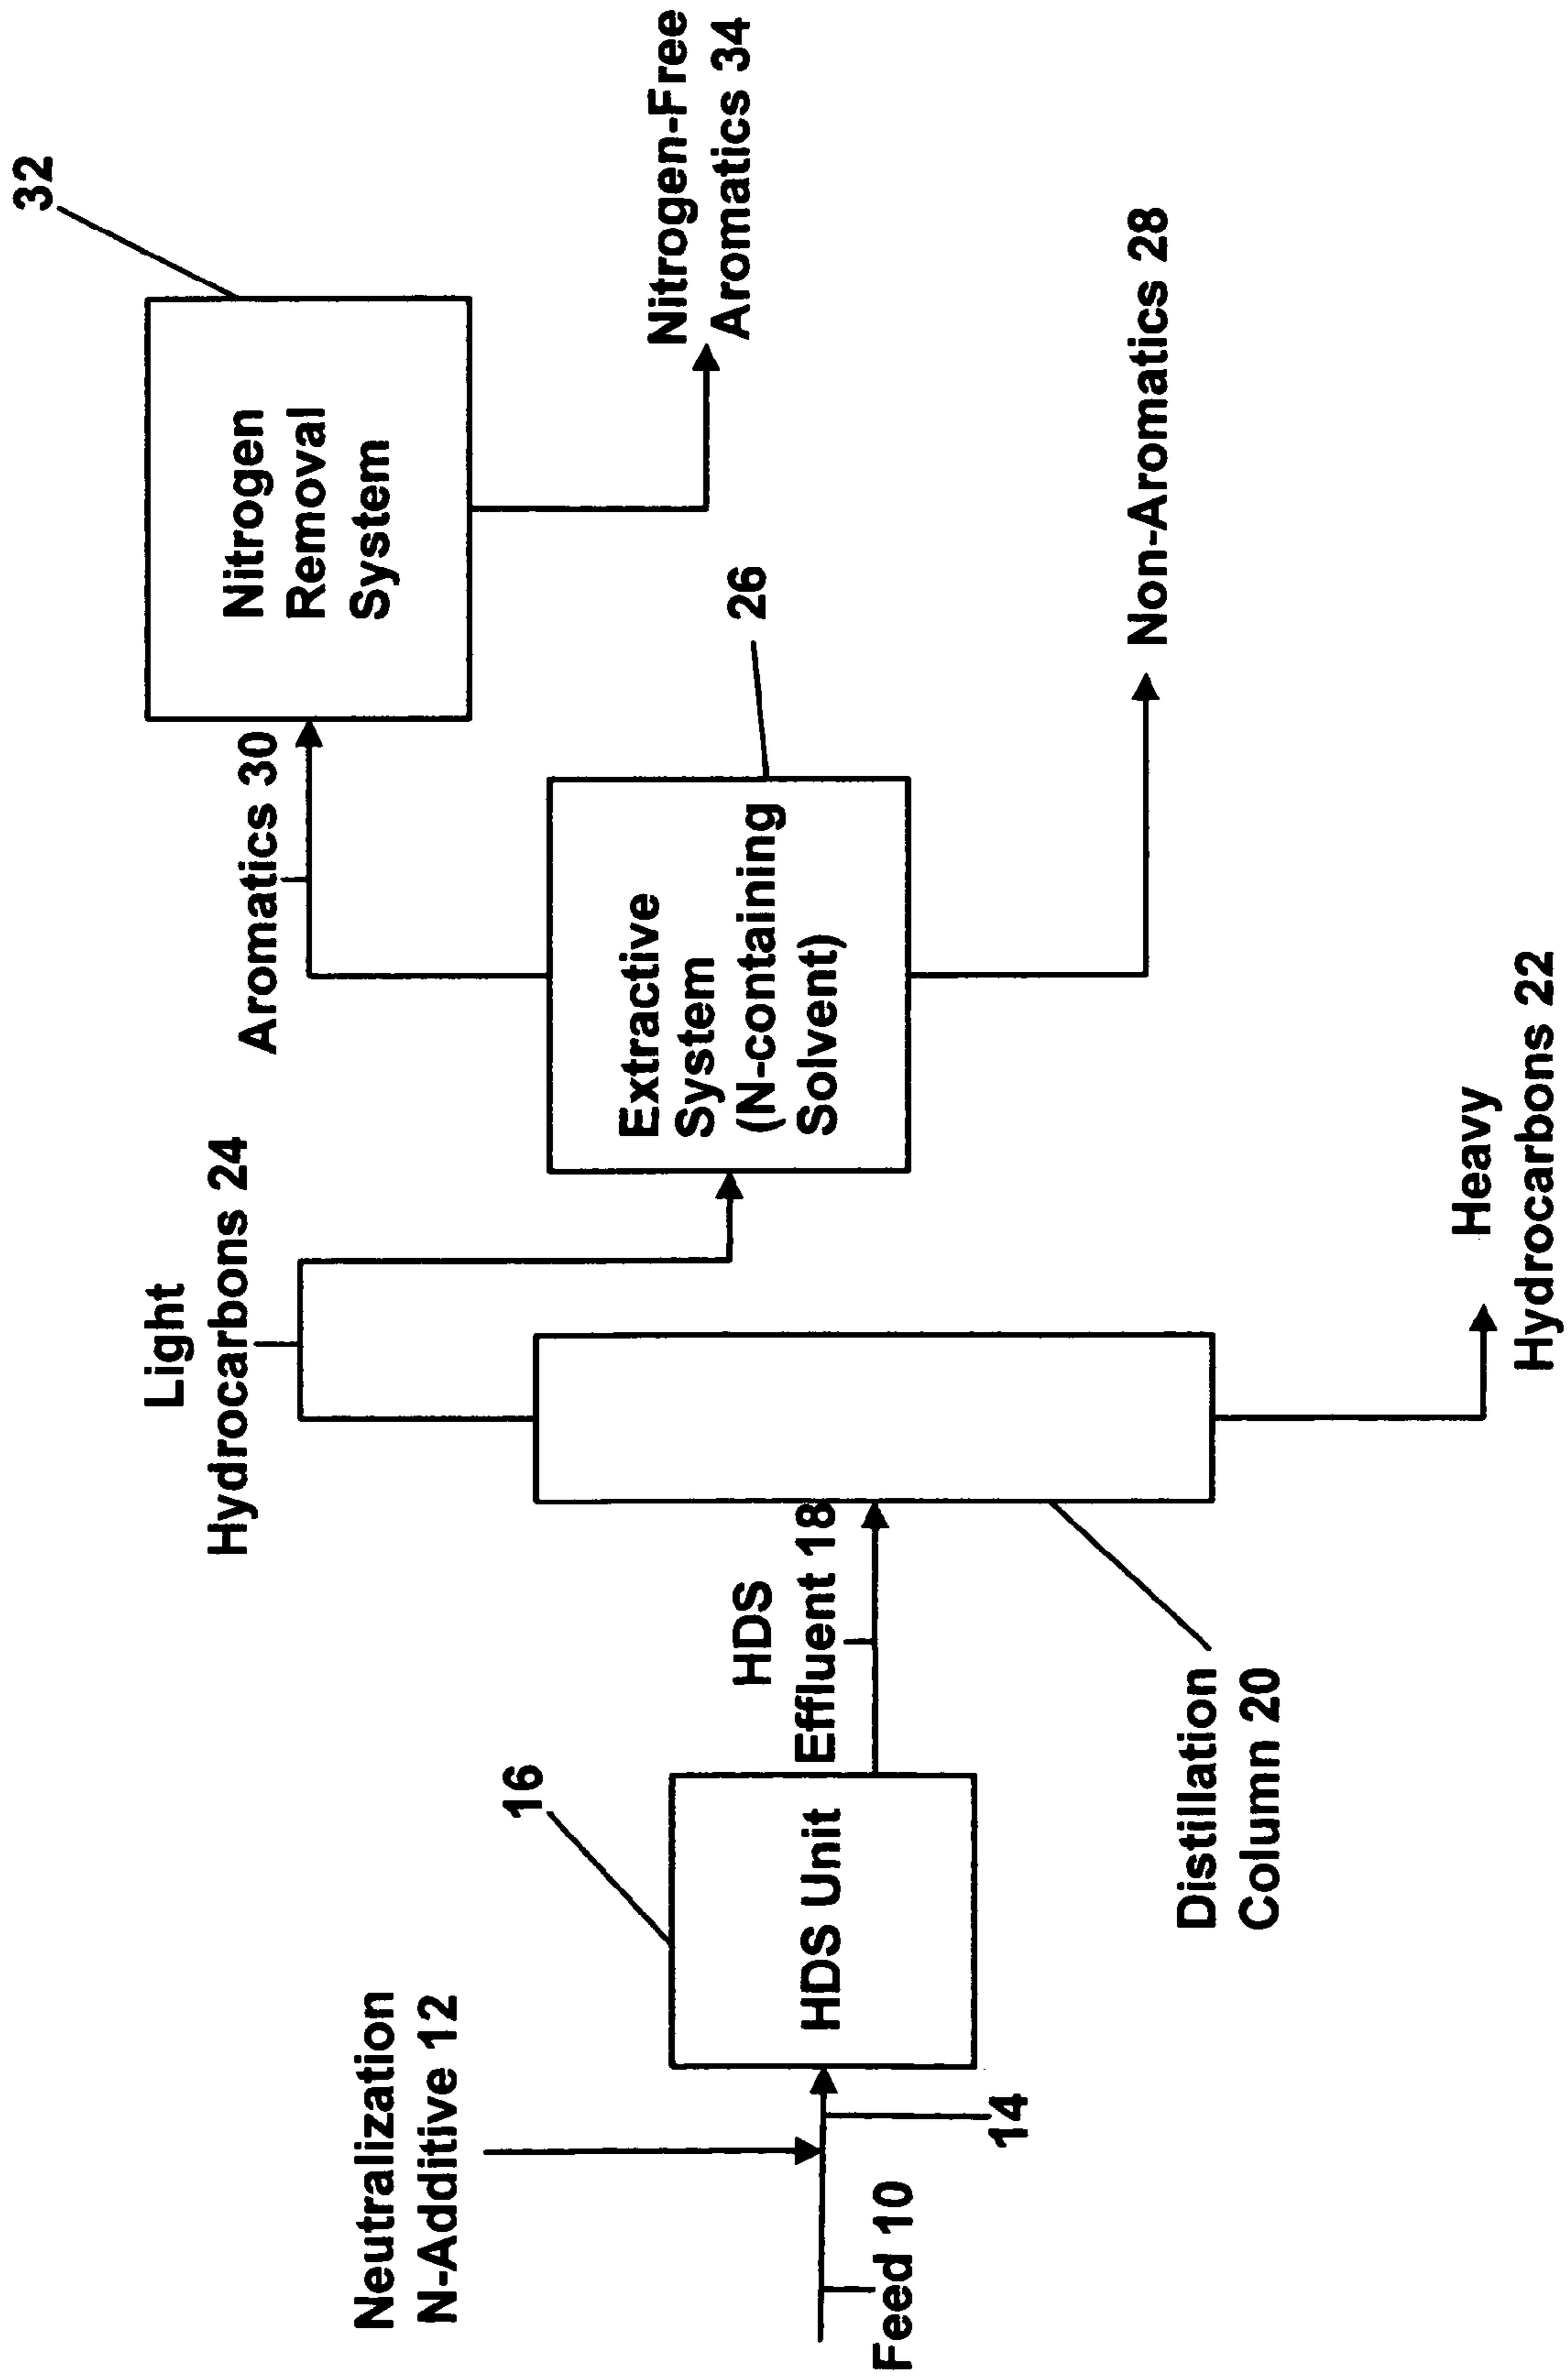 Neutralization
N-Additive 12
Feed 10
14
16
HDS Unit
HDS
Effluent 18
Distillation
Column 20
Light
Hydrocarbons 24
Heavy
Hydrocarbons 22
Extractive
System
(N-containing
Solvent)
26
Aromatics 30
Non-Aromatics 28
Nitrogen
Removal
System
32
Nitrogen-Free
Aromatics 34